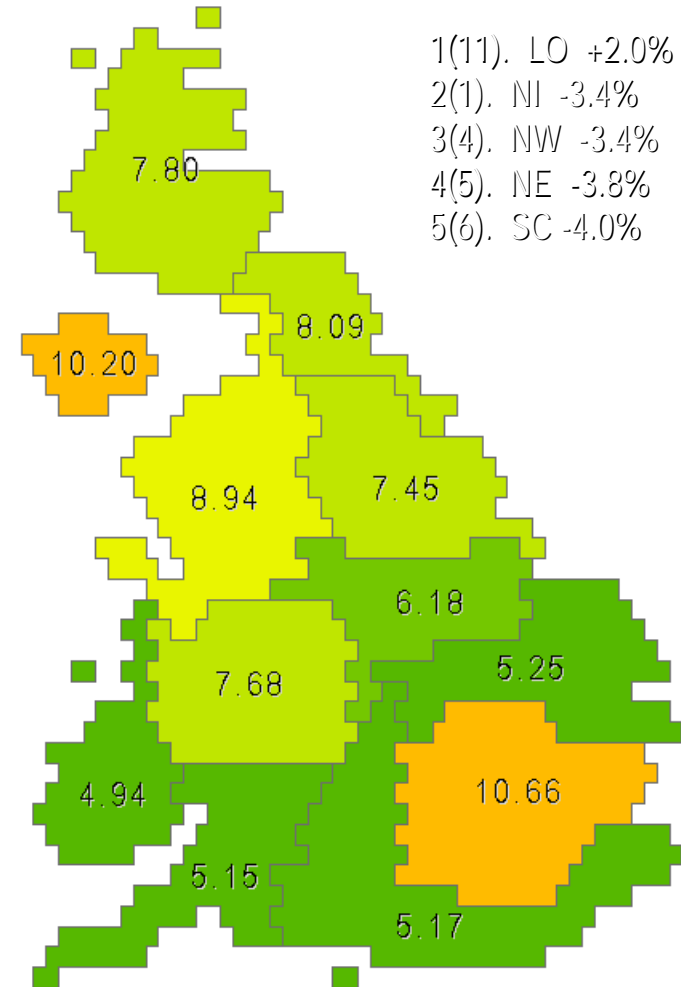 1(11). LO +2.0%
2(1). NI -3.4%
3(4). NW -3.4%
4(5). NE -3.8%
5(6). SC -4.0%
7.80
8.09
10.20
8.94
7.45
6.18
5.25
7.68
4.94
10.66
5.15
5.17